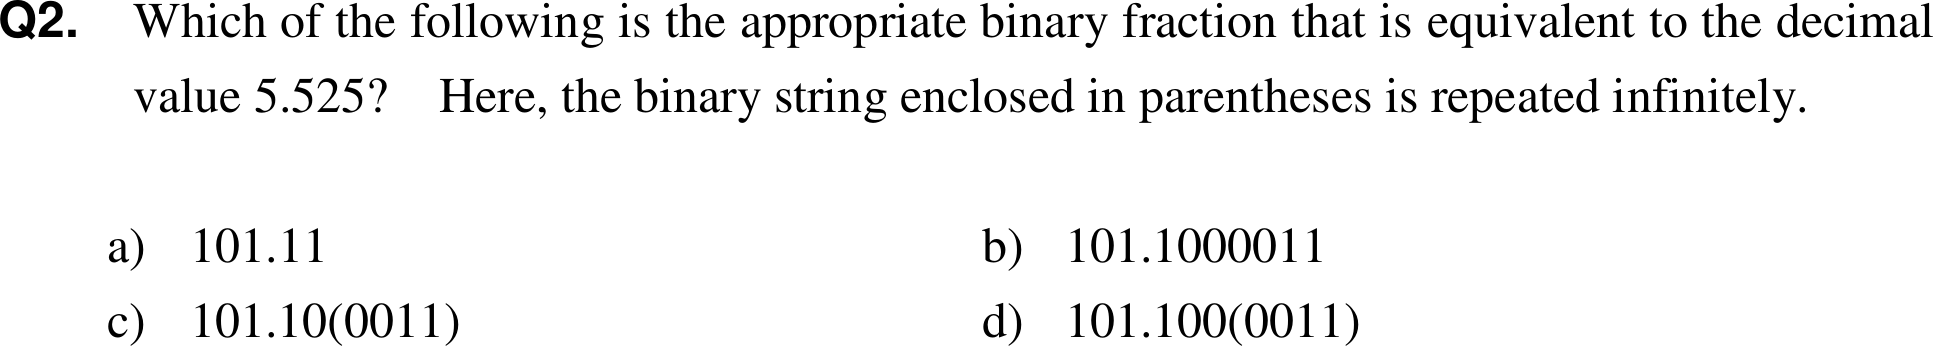 Q2. Which of the following is the appropriate binary fraction that is equivalent to the decimal
value 5.525? Here, the binary string enclosed in parentheses is repeated infinitely.
a) 101.11 b) 101.1000011
c) 101.10(0011) d) 101.100(0011)